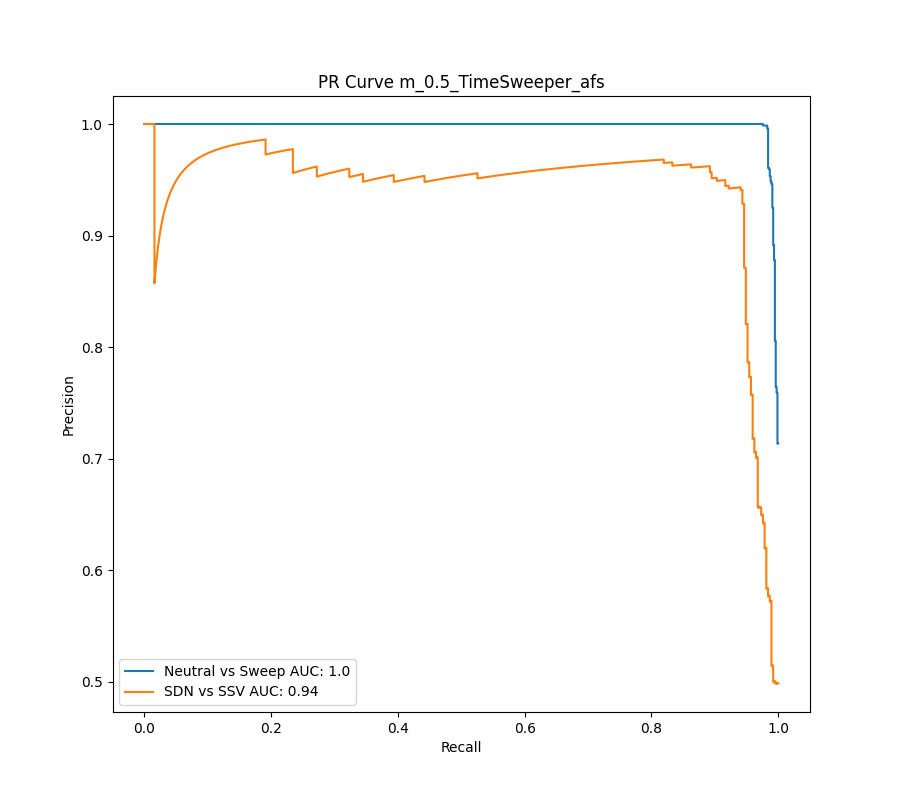 PR Curve m_0.5_TimeSweeper_afs
1.0
0.9
0.8
0.7
0.6
0.5
Precision
Neutral vs Sweep AUC: 1.0
SDN vs SSV AUC: 0.94
0.0 0.2 0.4 0.6 0.8 1.0
Recall